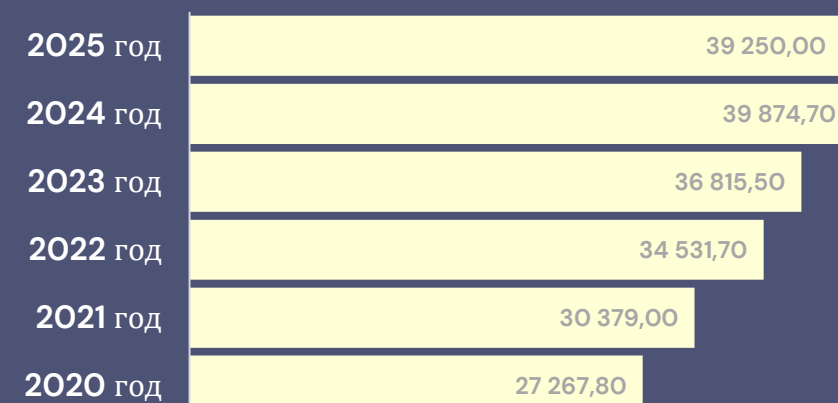 2025 год 39 250,00
2024 год 39 874,70
2023 год 36 815,50
2022 год 34 531,70
2021 год 30 379,00
2020 год 27 267,80